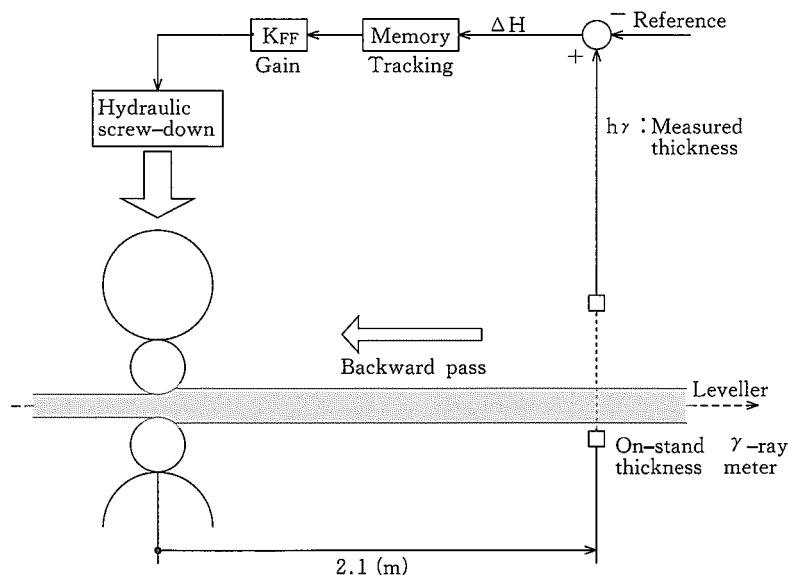 − Reference
KFF
Memory
ΔH
+
Gain
Tracking
Hydraulic
screw–down
hγ : Measured
thickness
Backward pass
Leveller
On–stand γ–ray
thickness meter
2.1 (m)